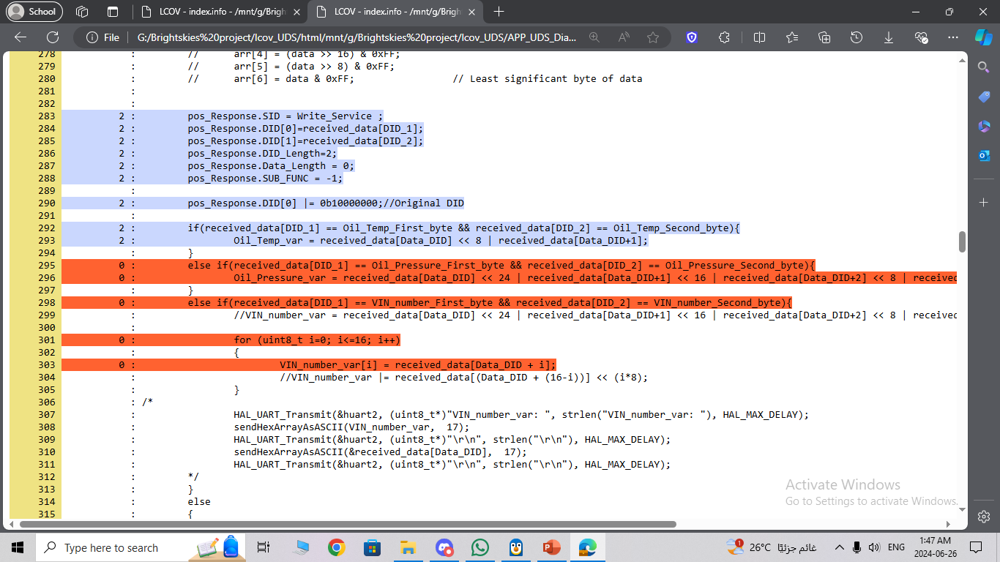 School
LCOV - index.info - /mnt/g/Brigh
LCOV - index.info - /mnt/g/Brigh
File
G:/Brightskies%20project/lcov_UDS/html/mnt/g/Brightskies%20project/lcov_UDS/APP_UDS_Dia...
278 : // arr[4] = (data >> 16) & 0xFF;
279 : // arr[5] = (data >> 8) & 0xFF;
280 : // arr[6] = data & 0xFF; // Least significant byte of data
281 :
282 :
283 2 : pos_Response.SID = Write_Service ;
284 2 : pos_Response.DID[0]=received_data[DID_1];
285 2 : pos_Response.DID[1]=received_data[DID_2];
286 2 : pos_Response.DID_Length=2;
287 2 : pos_Response.Data_Length = 0;
288 2 : pos_Response.SUB_FUNC = -1;
289 :
290 2 : pos_Response.DID[0] |= 0b10000000;//Original DID
291 :
292 2 : if(received_data[DID_1] == Oil_Temp_First_byte && received_data[DID_2] == Oil_Temp_Second_byte){
293 2 : Oil_Temp_var = received_data[Data_DID] << 8 | received_data[Data_DID+1];
294 : }
295 0 : else if(received_data[DID_1] == Oil_Pressure_First_byte && received_data[DID_2] == Oil_Pressure_Second_byte){
296 0 : Oil_Pressure_var = received_data[Data_DID] << 24 | received_data[Data_DID+1] << 16 | received_data[Data_DID+2] << 8 | received
297 : }
298 0 : else if(received_data[DID_1] == VIN_number_First_byte && received_data[DID_2] == VIN_number_Second_byte){
299 : //VIN_number_var = received_data[Data_DID] << 24 | received_data[Data_DID+1] << 16 | received_data[Data_DID+2] << 8 | received
300 :
301 0 : for (uint8_t i=0; i<=16; i++)
302 : {
303 0 : VIN_number_var[i] = received_data[Data_DID + i];
304 : //VIN_number_var |= received_data[(Data_DID + (16-i))] << (i*8);
305 : }
306 : /*
307 : HAL_UART_Transmit(&huart2, (uint8_t*)"VIN_number_var: ", strlen("VIN_number_var: "), HAL_MAX_DELAY);
308 : sendHexArrayAsASCII(VIN_number_var, 17);
309 : HAL_UART_Transmit(&huart2, (uint8_t*)"\r\n", strlen("\r\n"), HAL_MAX_DELAY);
310 : sendHexArrayAsASCII(&received_data[Data_DID], 17);
311 : HAL_UART_Transmit(&huart2, (uint8_t*)"\r\n", strlen("\r\n"), HAL_MAX_DELAY);
312 : */
313 : }
314 : else
315 : {
Activate Windows
Go to Settings to activate Windows.
Type here to search
1
26°C غائم جزئيًا
ENG
1:47 AM
2024-06-26